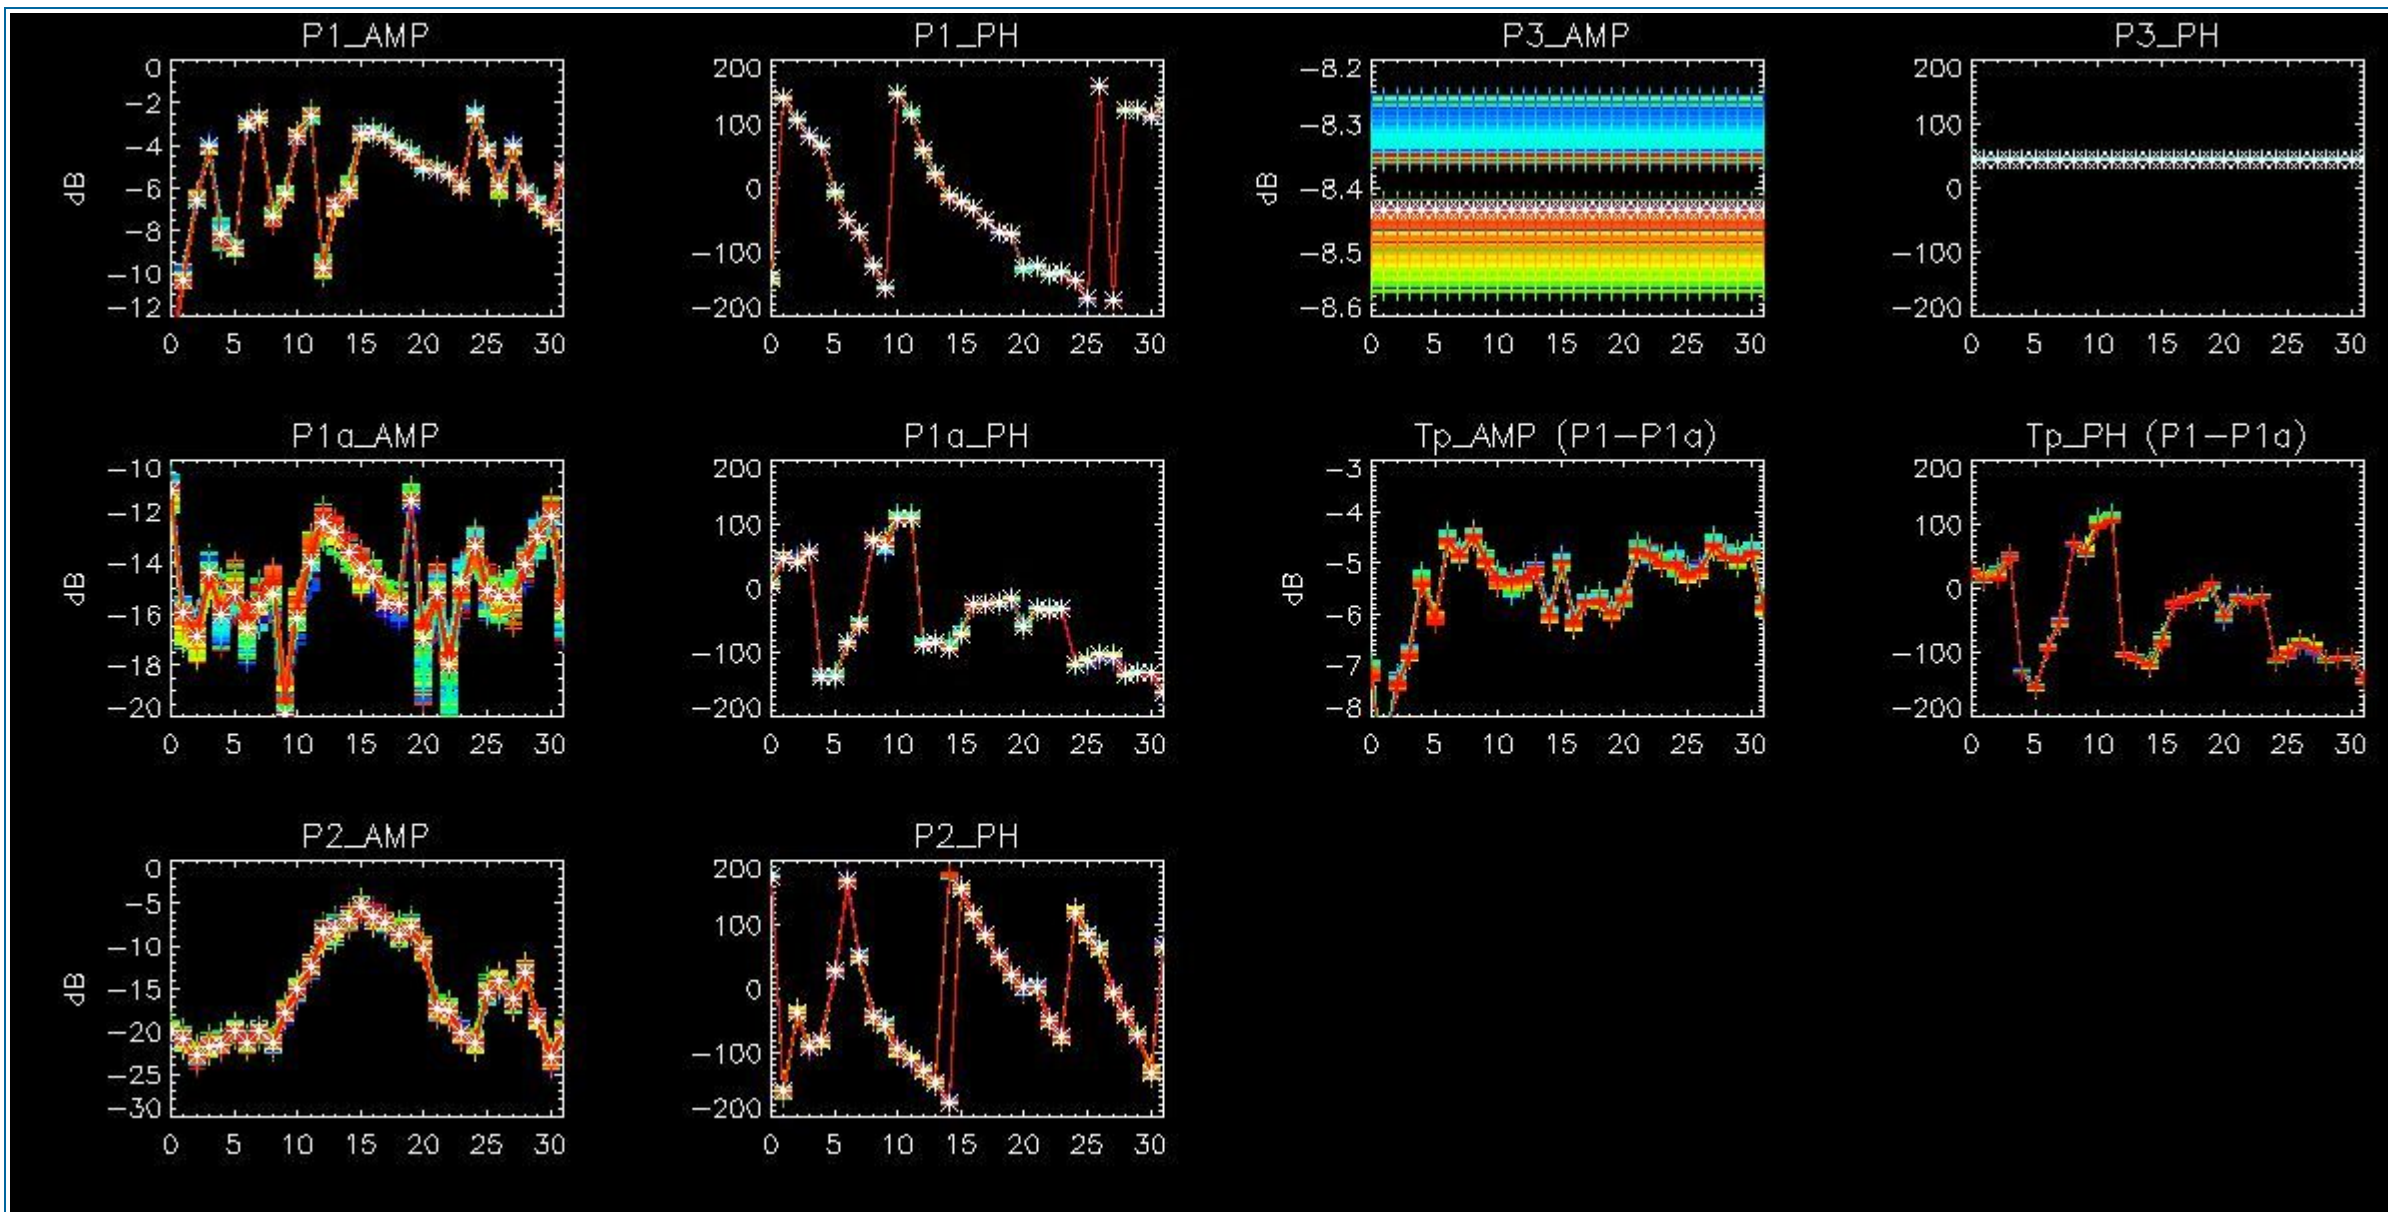 P1_AMP
0
−2
−4
−6
−8
−10
−12
dB
0 5 10 15 20 25 30
P1_PH
200
100
0
−100
−200
0 5 10 15 20 25 30
P3_AMP
−8.2
−8.3
−8.4
−8.5
−8.6
dB
0 5 10 15 20 25 30
P3_PH
200
100
0
−100
−200
0 5 10 15 20 25 30
P1a_AMP
−10
−12
−14
−16
−18
−20
dB
0 5 10 15 20 25 30
P1a_PH
200
100
0
−100
−200
0 5 10 15 20 25 30
Tp_AMP (P1−P1a)
−3
−4
−5
−6
−7
−8
dB
0 5 10 15 20 25 30
Tp_PH (P1−P1a)
200
100
0
−100
−200
0 5 10 15 20 25 30
P2_AMP
0
−5
−10
−15
−20
−25
−30
dB
0 5 10 15 20 25 30
P2_PH
200
100
0
−100
−200
0 5 10 15 20 25 30